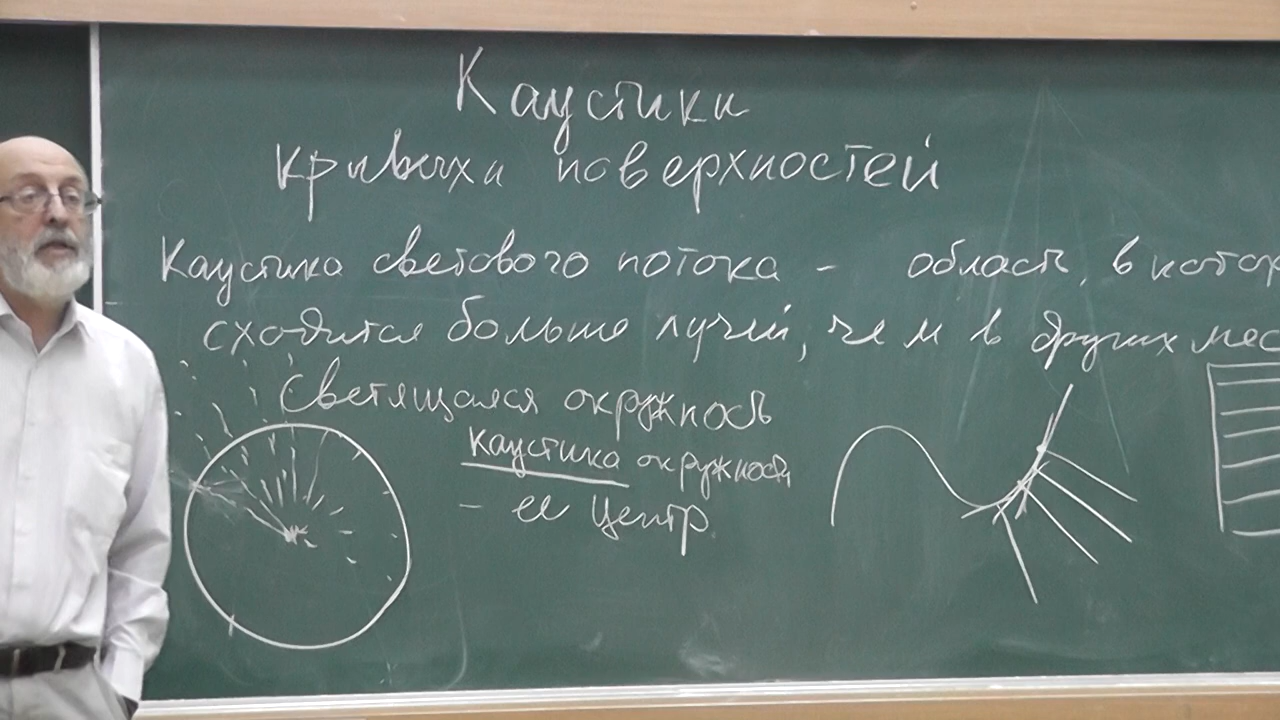 Каустики
кривых и поверхностей
Каустика светового потока - область, в котор
сходится больше лучей, чем в других мес
Светящаяся окружность
каустика окружности
- ее центр.